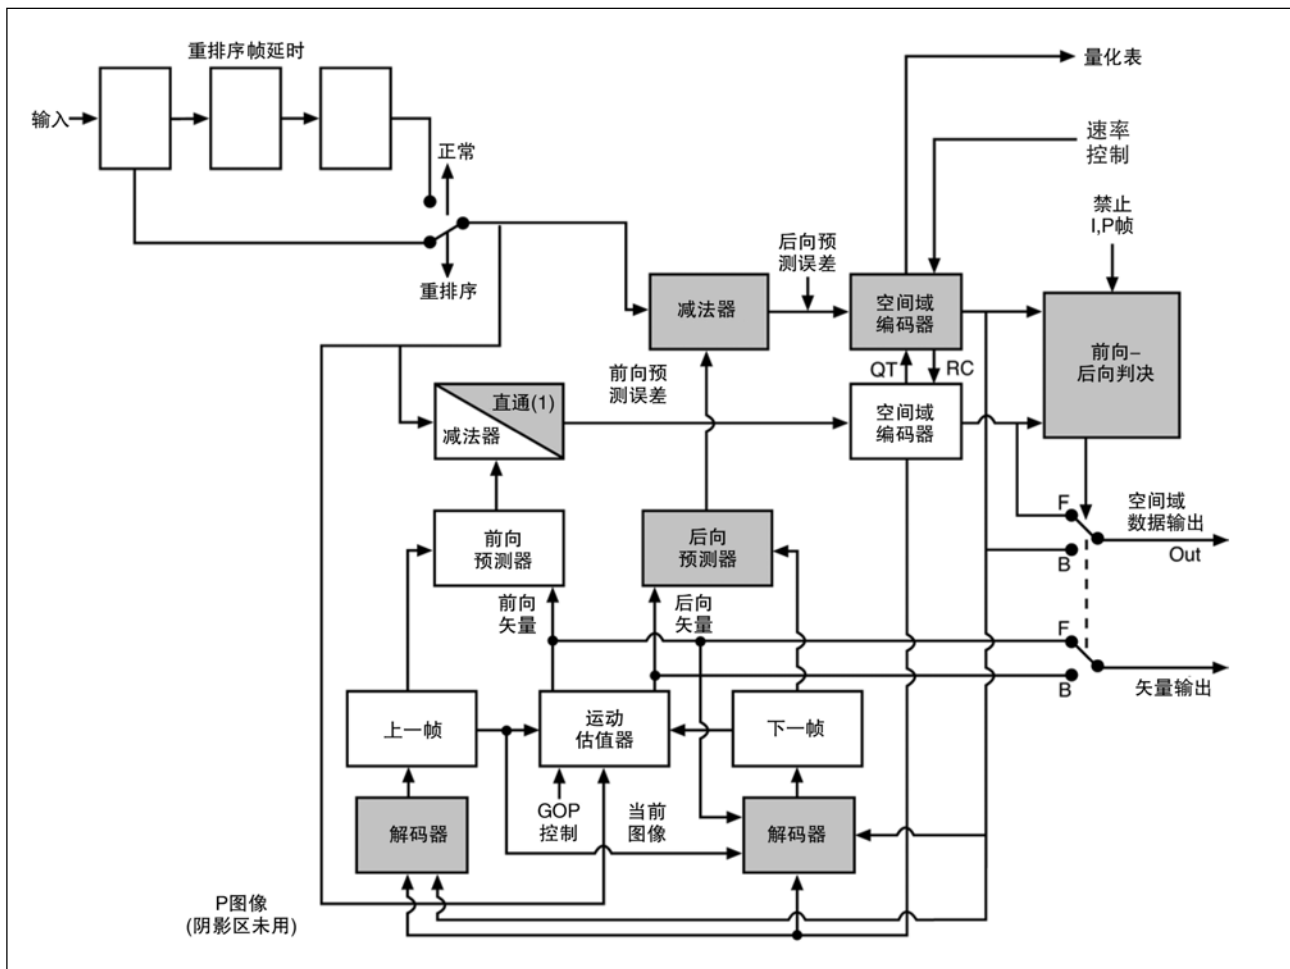 重排序帧延时
量化表
输入
正常
速率
控制
禁止
I,P帧
后向预
测误差
重排序
减法器
空间域
编码器
前向–
后向判决
QT
RC
前向预
测误差
直通(1)
减法器
空间域
编码器
F
空间域
数据输出
Out
B
前向
预测器
后向
预测器
前向
矢量
后向
矢量
F
B
矢量输出
上一帧
运动
估值器
下一帧
GOP
控制
当前
图像
解码器
解码器
P图像
(阴影区未用)